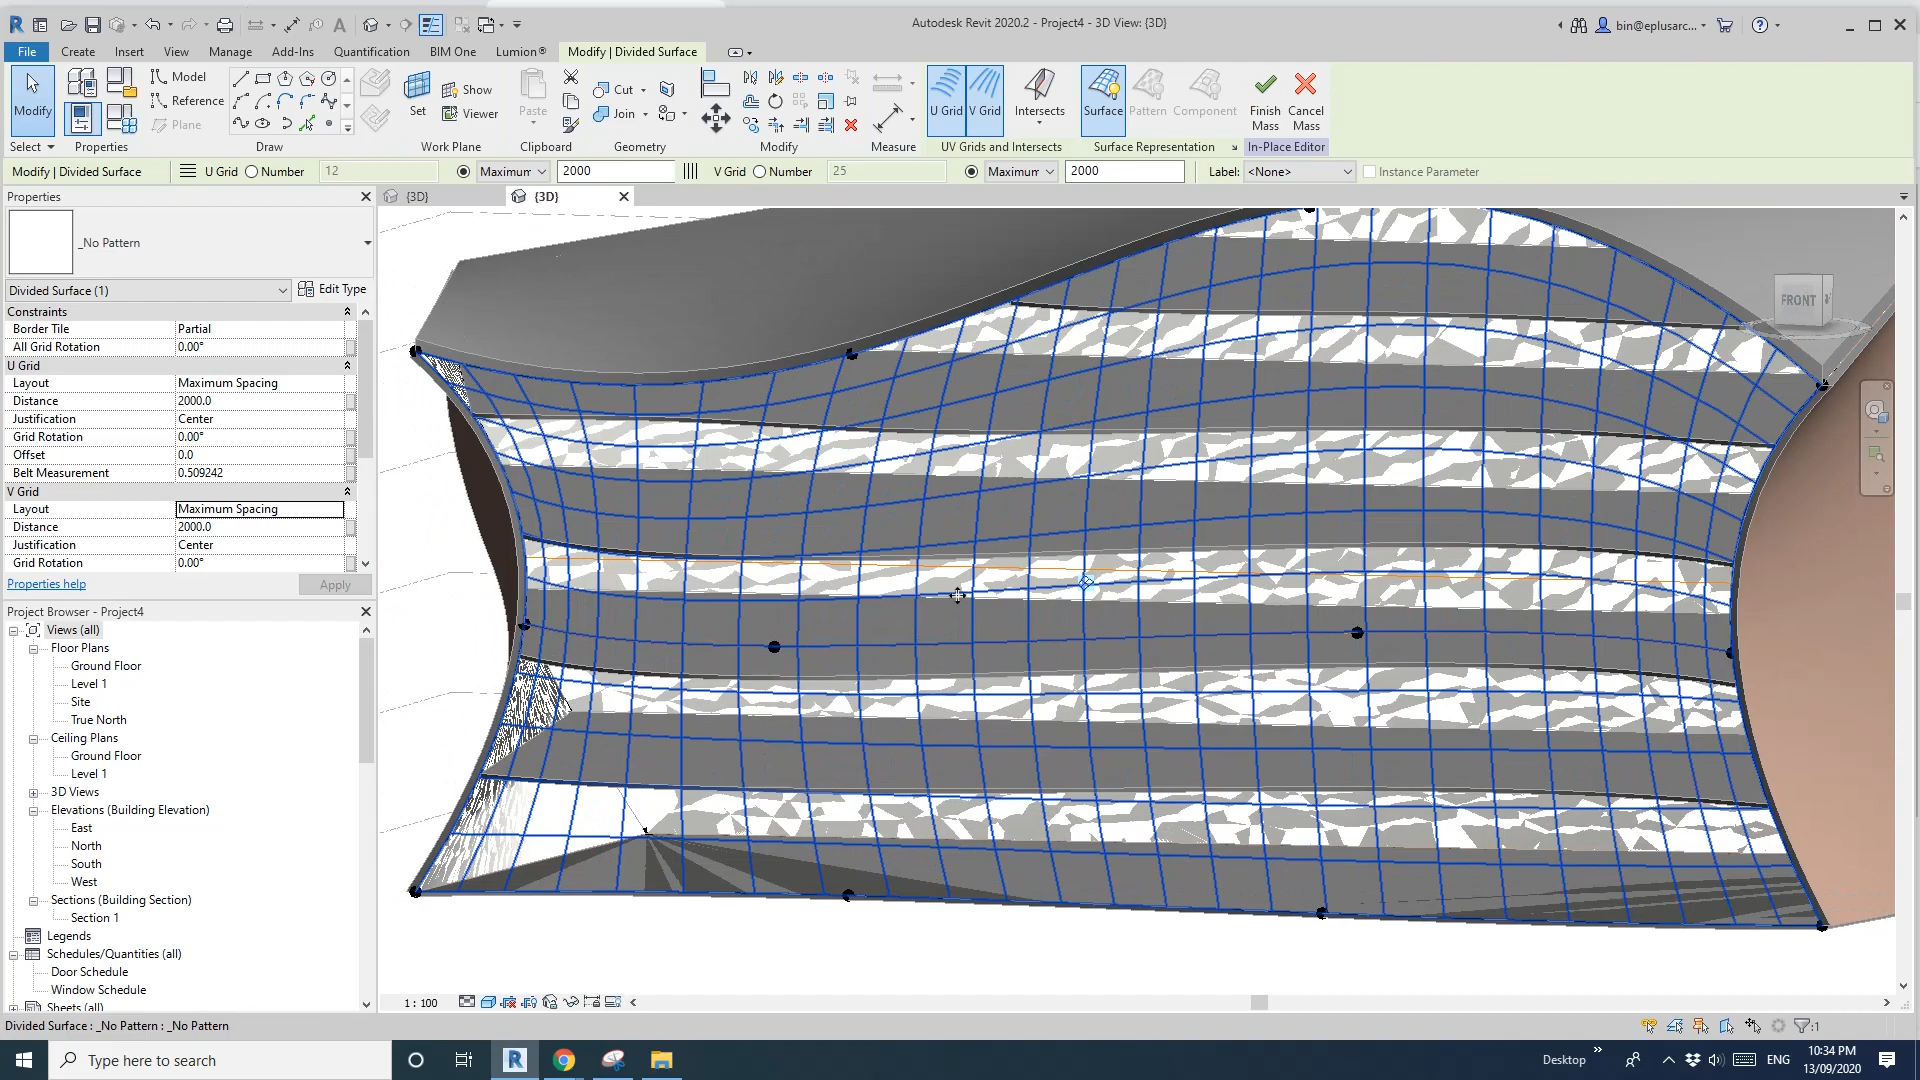 Autodesk Revit 2020.2 - Project4 - 3D View: {3D}
bin@eplusarc...
File Create Insert Annotate View Manage Add-Ins Quantification BIM One Lumion® Modify | Divided Surface
Modify
Model
Reference
Plane
Set
Show
Viewer
Paste
Cut
Join
U Grid
V Grid
Intersects
Surface
Pattern
Component
Finish
Mass
Cancel
Mass
Select Properties Draw Work Plane Clipboard Geometry Modify Measure UV Grids and Intersects Surface Representation In-Place Editor
Modify | Divided Surface U Grid Number 12 Maximum 2000 V Grid Number 25 Maximum 2000 Label: <None> Instance Parameter
Properties
{3D} {3D}
_No Pattern
Divided Surface (1) Edit Type
Constraints
Border Tile Partial
All Grid Rotation 0.00°
U Grid
Layout Maximum Spacing
Distance 2000.0
Justification Center
Grid Rotation 0.00°
Offset 0.0
Belt Measurement 0.509242
V Grid
Layout Maximum Spacing
Distance 2000.0
Justification Center
Grid Rotation 0.00°
Properties help Apply
Project Browser - Project4
Views (all)
Floor Plans
Ground Floor
Level 1
Site
True North
Ceiling Plans
Ground Floor
Level 1
3D Views
Elevations (Building Elevation)
East
North
South
West
Sections (Building Section)
Section 1
Legends
Schedules/Quantities (all)
Door Schedule
Window Schedule
Sheets (all)
FRONT
1 : 100
Divided Surface : _No Pattern : _No Pattern
:1
Type here to search
Desktop
ENG
10:34 PM
13/09/2020